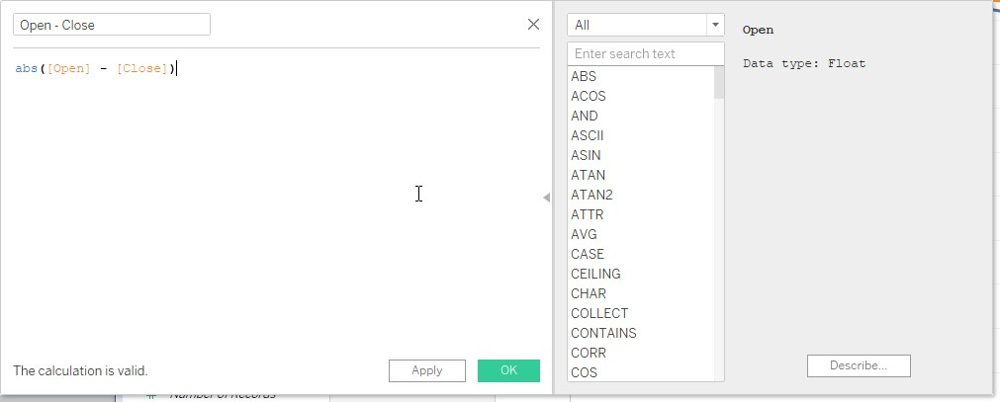 Open - Close
abs([Open] - [Close])
The calculation is valid.
Apply
OK
All
Enter search text
ABS
ACOS
AND
ASCII
ASIN
ATAN
ATAN2
ATTR
AVG
CASE
CEILING
CHAR
COLLECT
CONTAINS
CORR
COS
Open
Data type: Float
Describe...
# Number of Records